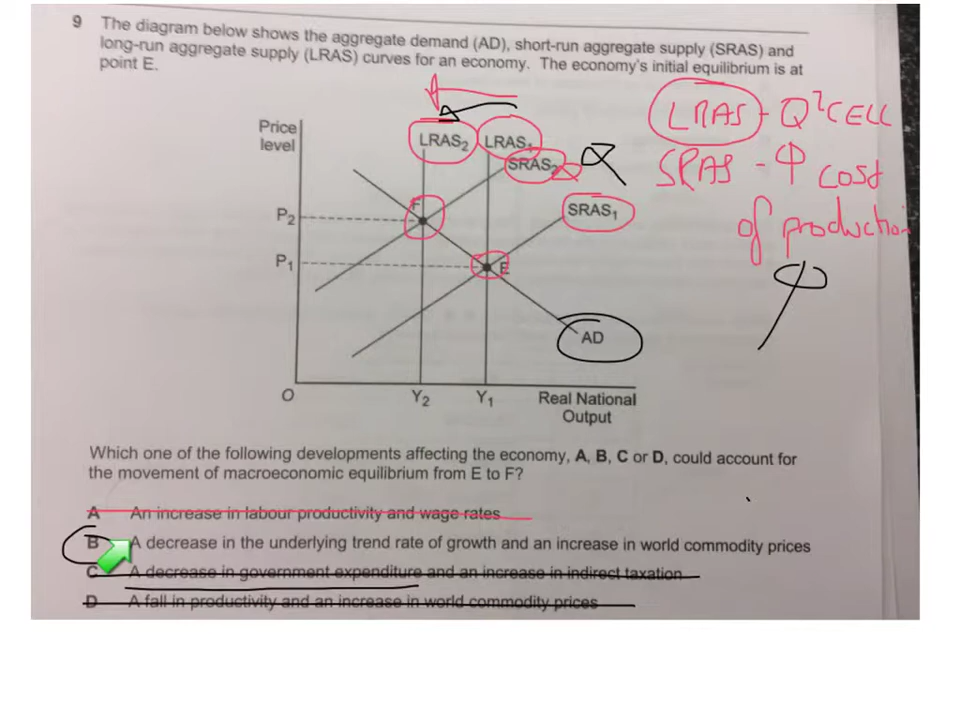 9 The diagram below shows the aggregate demand (AD), short-run aggregate supply (SRAS) and
long-run aggregate supply (LRAS) curves for an economy. The economy's initial equilibrium is at
point E.
LRAS - Q²CELL
SRAS - cost
of production
Price
level
LRAS₂ LRAS₁
SRAS₂
SRAS₁
F
P₂
P₁
E
AD
O
Y₂
Y₁
Real National
Output
Which one of the following developments affecting the economy, A, B, C or D, could account for
the movement of macroeconomic equilibrium from E to F?
A An increase in labour productivity and wage rates
B A decrease in the underlying trend rate of growth and an increase in world commodity prices
C A decrease in government expenditure and an increase in indirect taxation
D A fall in productivity and an increase in world commodity prices